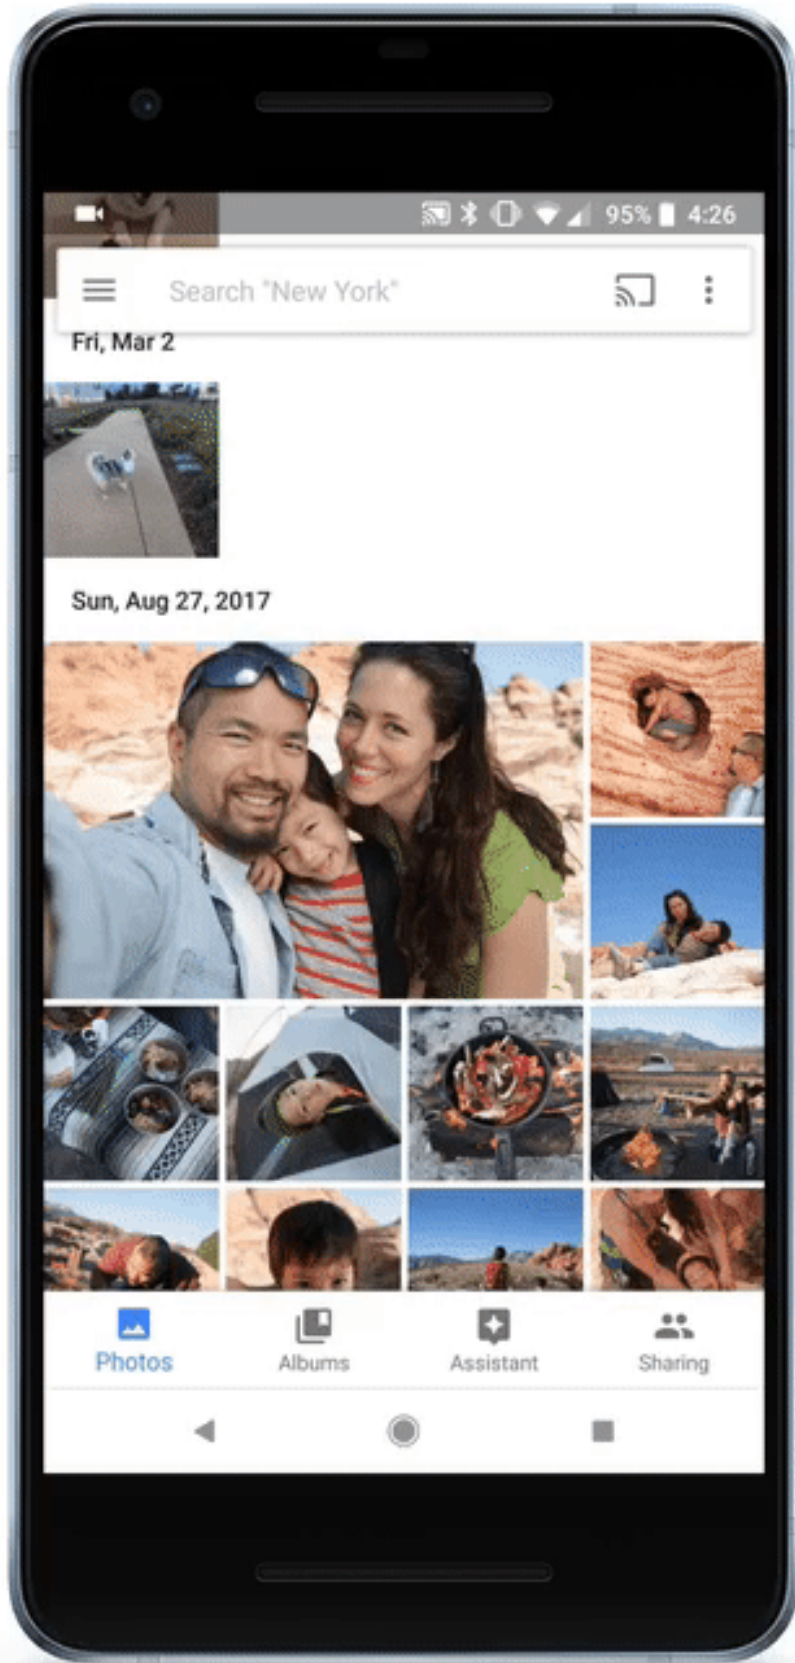 95% 4:26
Search "New York"
Fri, Mar 2
Sun, Aug 27, 2017
Photos Albums Assistant Sharing